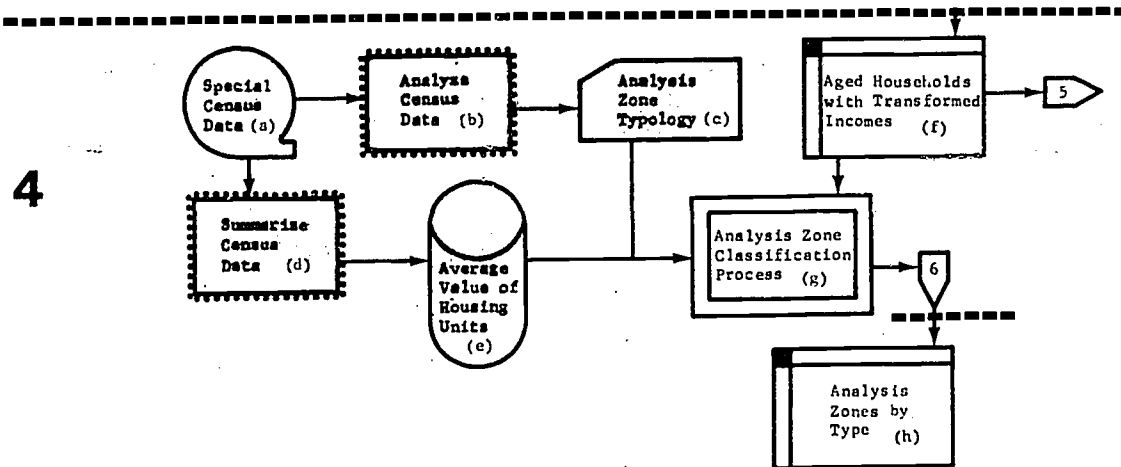 4
Special
Census
Data (a)
Analyze
Census
Data (b)
Analysis
Zone
Typology (c)
Aged Households
with Transformed
Incomes
(f)
5
Summarize
Census
Data (d)
Average
Value of
Housing
Units
(e)
Analysis Zone
Classification
Process
(g)
6
Analysis
Zones by
Type
(h)